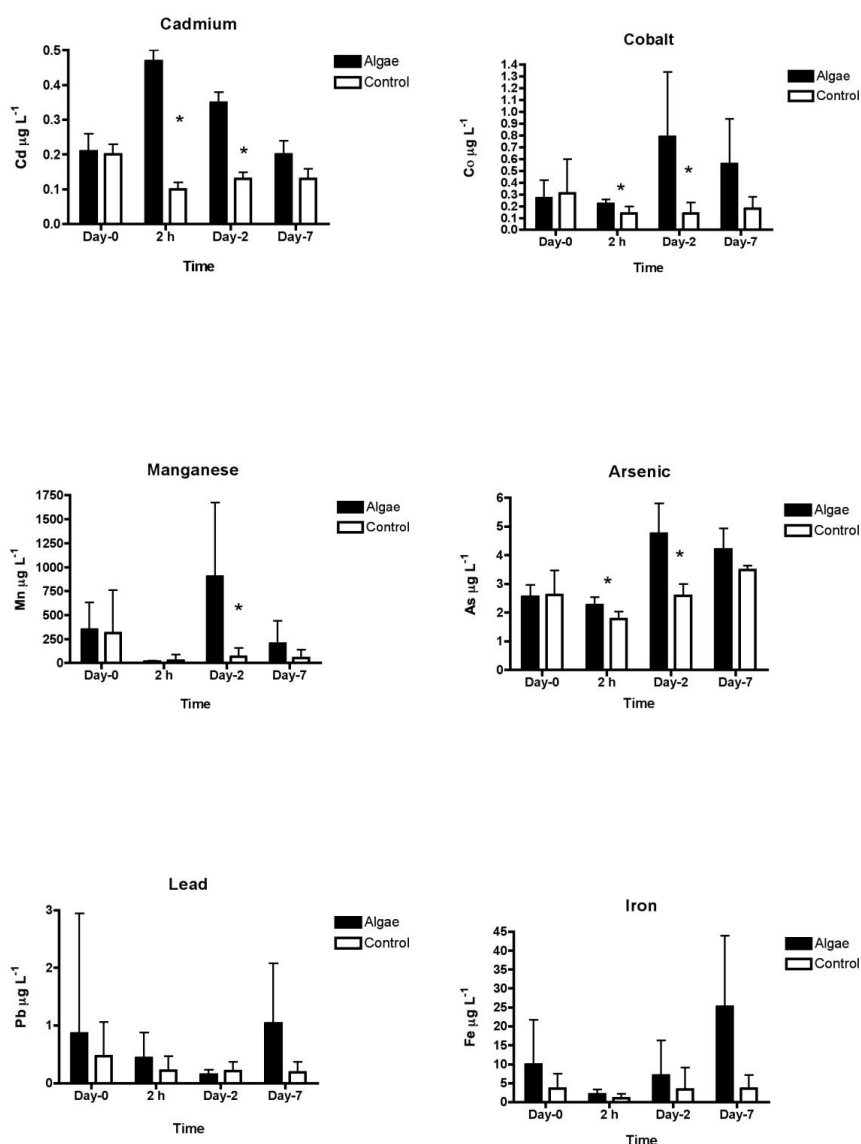 Cadmium
0.5
0.4
0.3
0.2
0.1
0.0
Cd µg L⁻¹
*
*
Day-0 2 h Day-2 Day-7
Time
Algae
Control
Cobalt
1.4
1.3
1.2
1.1
1.0
0.9
0.8
0.7
0.6
0.5
0.4
0.3
0.2
0.1
0.0
Co µg L⁻¹
*
*
Day-0 2 h Day-2 Day-7
Time
Algae
Control
Manganese
1750
1500
1250
1000
750
500
250
0
Mn µg L⁻¹
*
Day-0 2 h Day-2 Day-7
Time
Algae
Control
Arsenic
6
5
4
3
2
1
0
As µg L⁻¹
*
*
Day-0 2 h Day-2 Day-7
Time
Algae
Control
Lead
3
2
1
0
Pb µg L⁻¹
Day-0 2 h Day-2 Day-7
Time
Algae
Control
Iron
45
40
35
30
25
20
15
10
5
0
Fe µg L⁻¹
Day-0 2 h Day-2 Day-7
Time
Algae
Control